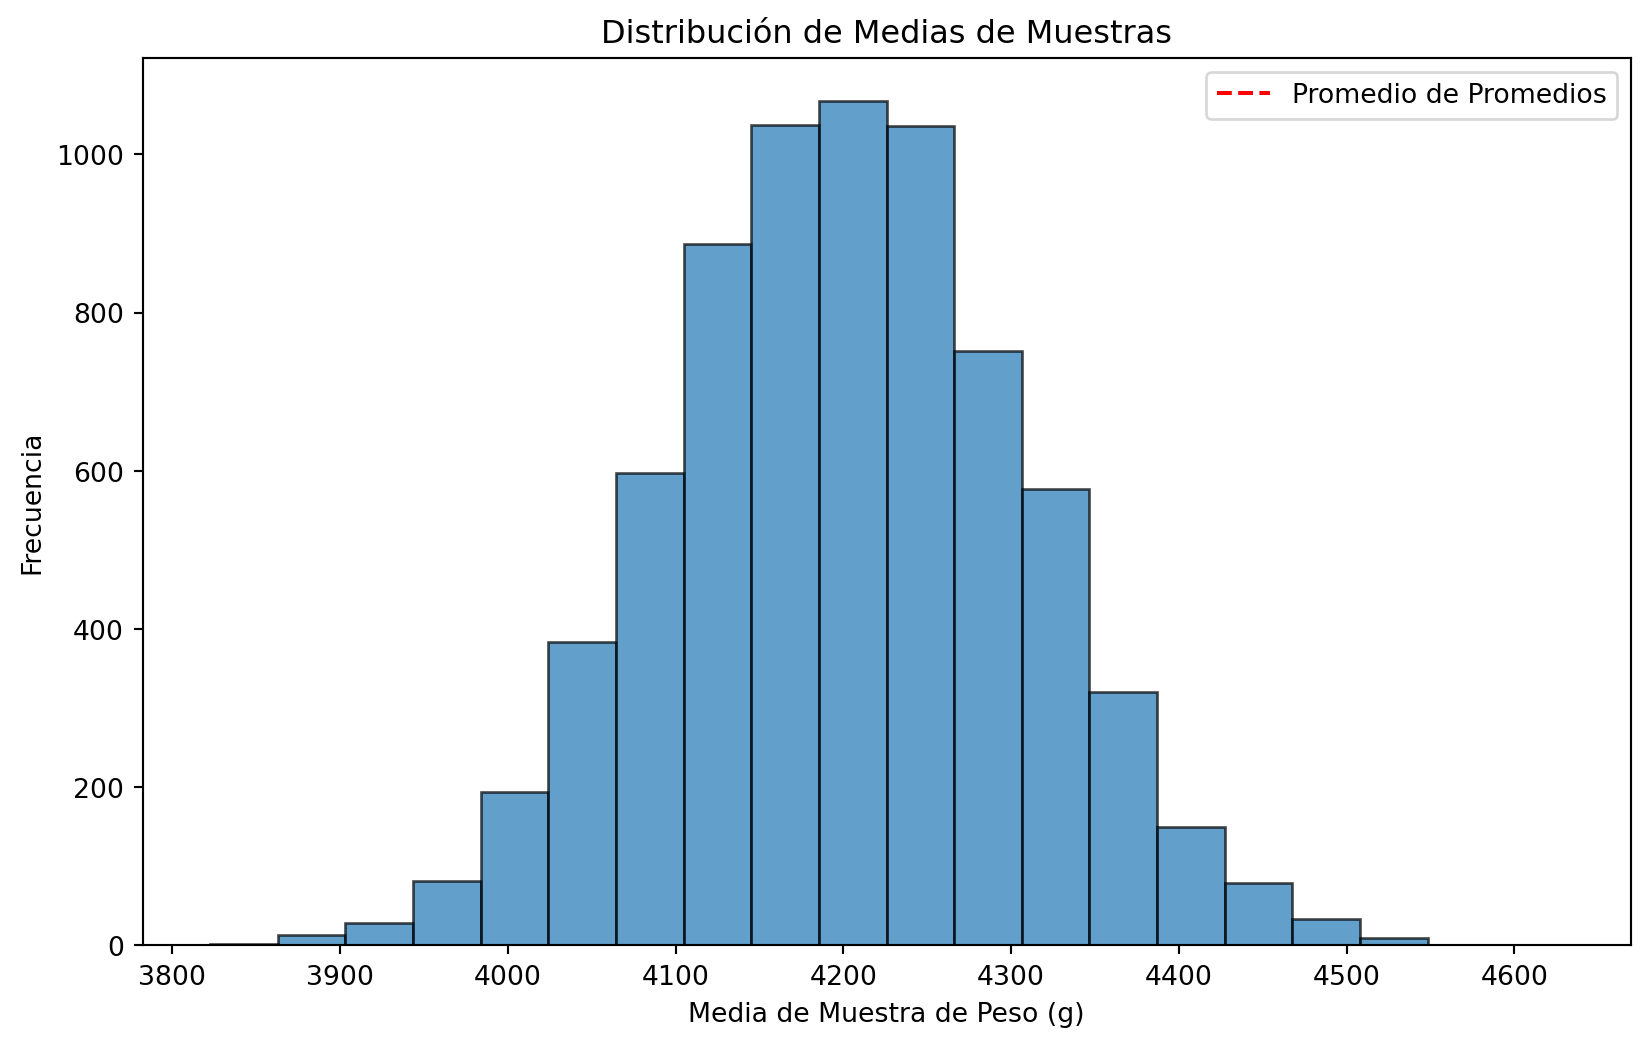 Distribución de Medias de Muestras
Promedio de Promedios
1000
800
600
400
200
0
Frecuencia
3800 3900 4000 4100 4200 4300 4400 4500 4600
Media de Muestra de Peso (g)